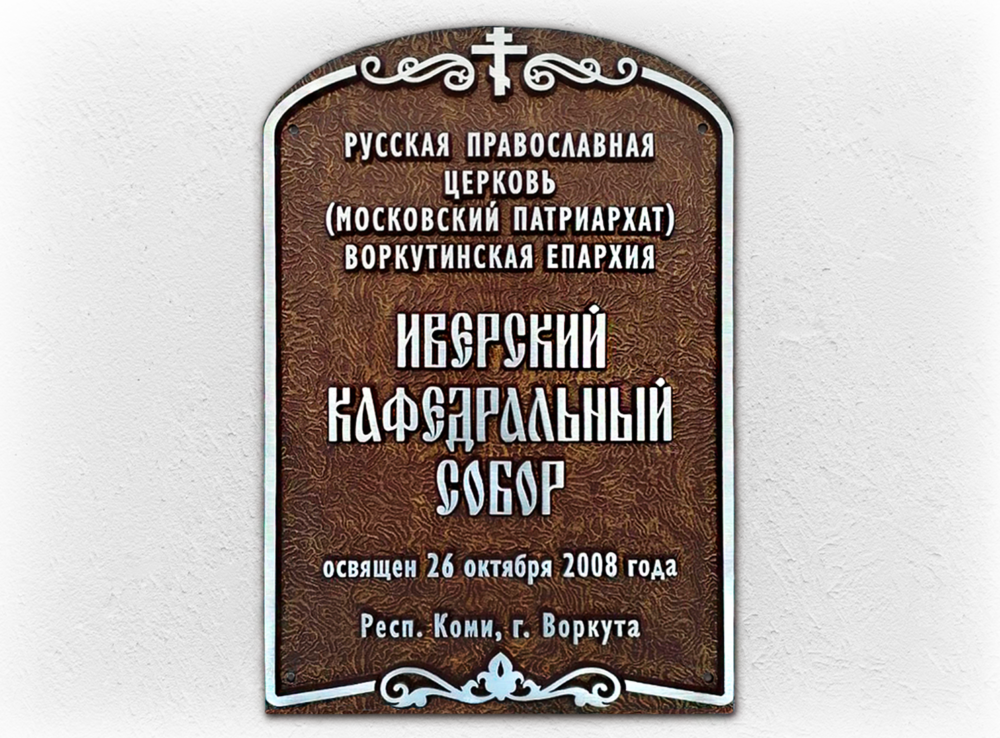 РУССКАЯ ПРАВОСЛАВНАЯ
ЦЕРКОВЬ
(МОСКОВСКИЙ ПАТРИАРХАТ)
ВОРКУТИНСКАЯ ЕПАРХИЯ
ИВЕРСКИЙ
КАФЕДРАЛЬНЫЙ
СОБОР
освящен 26 октября 2008 года
Респ. Коми, г. Воркута